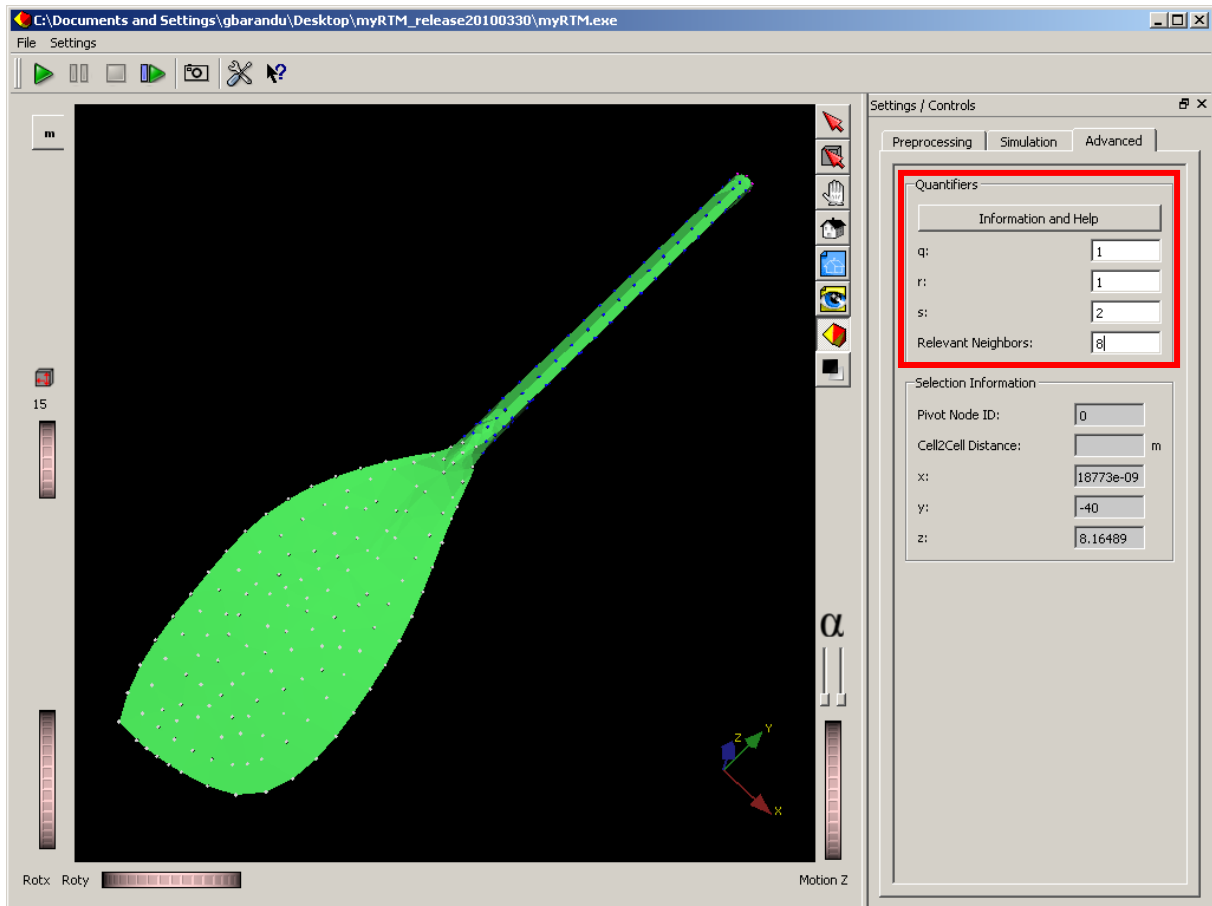 C:\Documents and Settings\gbarandu\Desktop\myRTM_release20100330\myRTM.exe
File Settings
Settings / Controls
m
Preprocessing Simulation Advanced
Quantifiers
Information and Help
q: 1
r: 1
s: 2
Relevant Neighbors: 8
Selection Information
15
Pivot Node ID: 0
Cell2Cell Distance: m
x: 18773e-09
y: -40
z: 8.16489
α
Z Y
X
Rotx Roty Motion Z